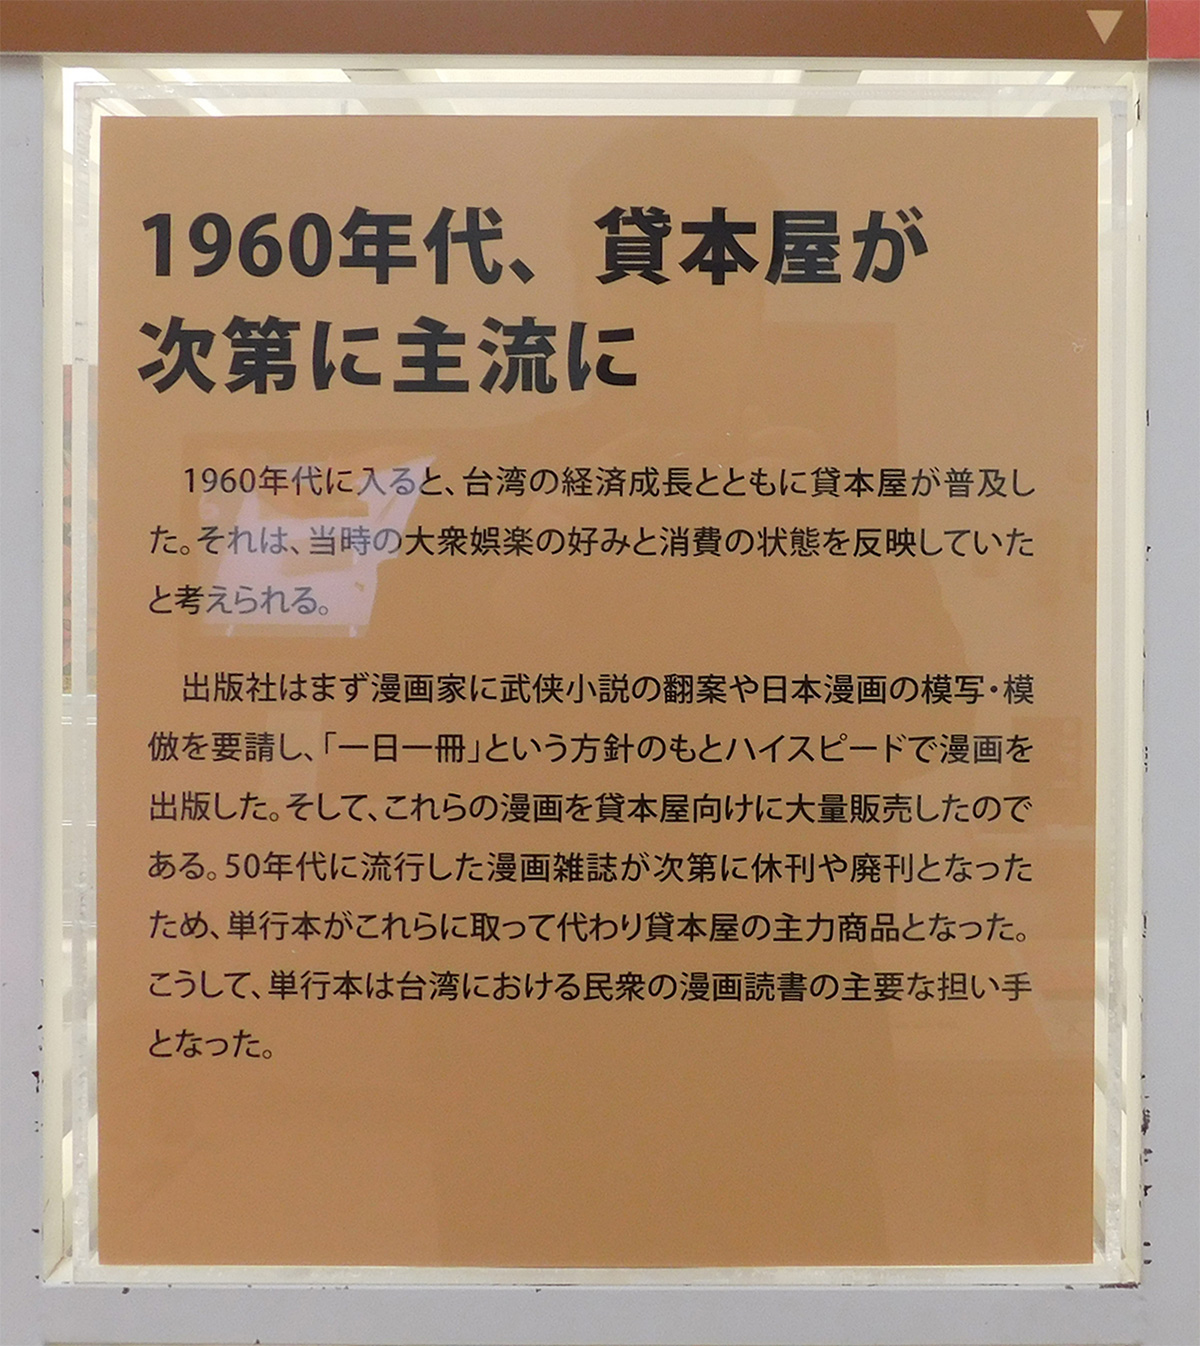 1960年代、貸本屋が
次第に主流に
1960年代に入ると、台湾の経済成長とともに貸本屋が普及し
た。それは、当時の大衆娯楽の好みと消費の状態を反映していた
と考えられる。
出版社はまず漫画家に武侠小説の翻案や日本漫画の模写・模
倣を要請し、「一日一冊」という方針のもとハイスピードで漫画を
出版した。そして、これらの漫画を貸本屋向けに大量販売したので
ある。50年代に流行した漫画雑誌が次第に休刊や廃刊となった
ため、単行本がこれらに取って代わり貸本屋の主力商品となった。
こうして、単行本は台湾における民衆の漫画読書の主要な担い手
となった。